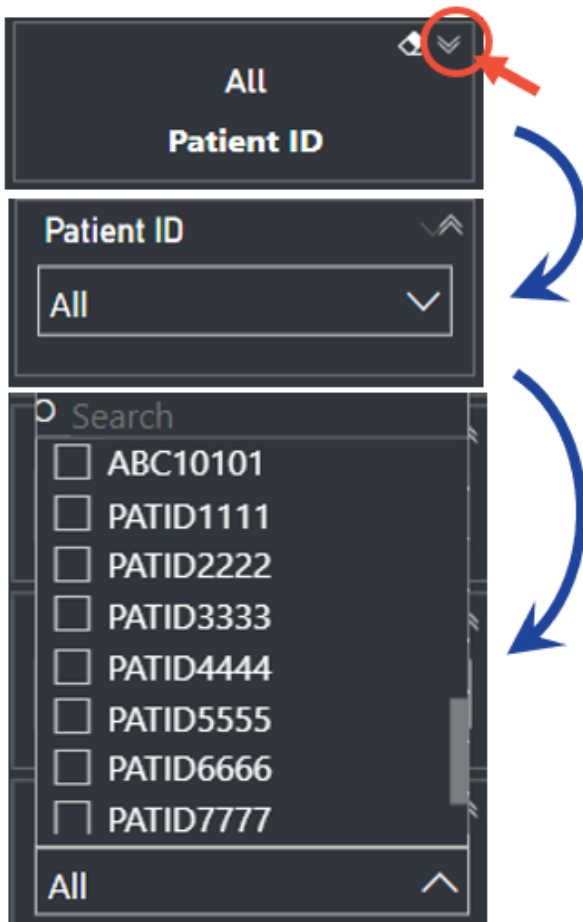 All
Patient ID
Patient ID
All
Search
ABC10101
PATID1111
PATID2222
PATID3333
PATID4444
PATID5555
PATID6666
PATID7777
All